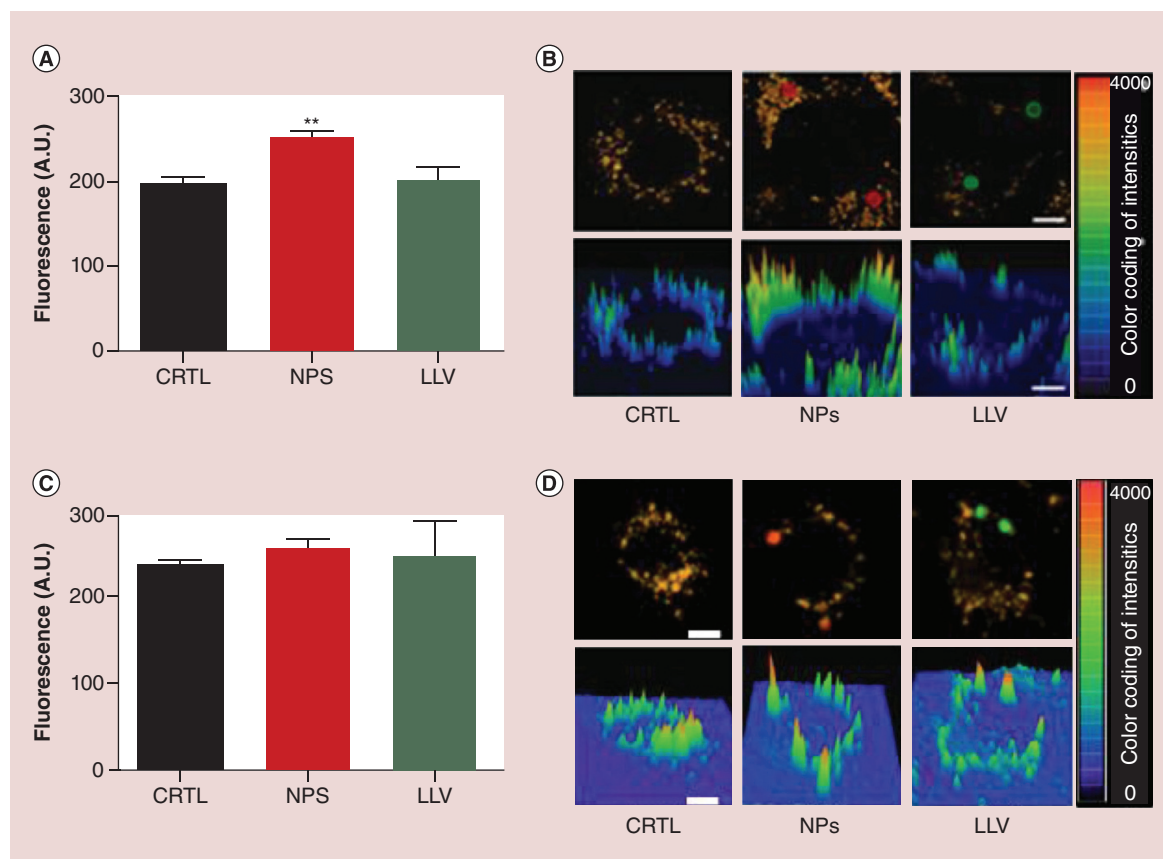 A
300
200
100
0
Fluorescence (A.U.)
**
CRTL
NPS
LLV
B
4000
Color coding of intensitics
0
CRTL
NPs
LLV
C
300
200
100
0
Fluorescence (A.U.)
CRTL
NPS
LLV
D
4000
Color coding of intensitics
0
CRTL
NPs
LLV